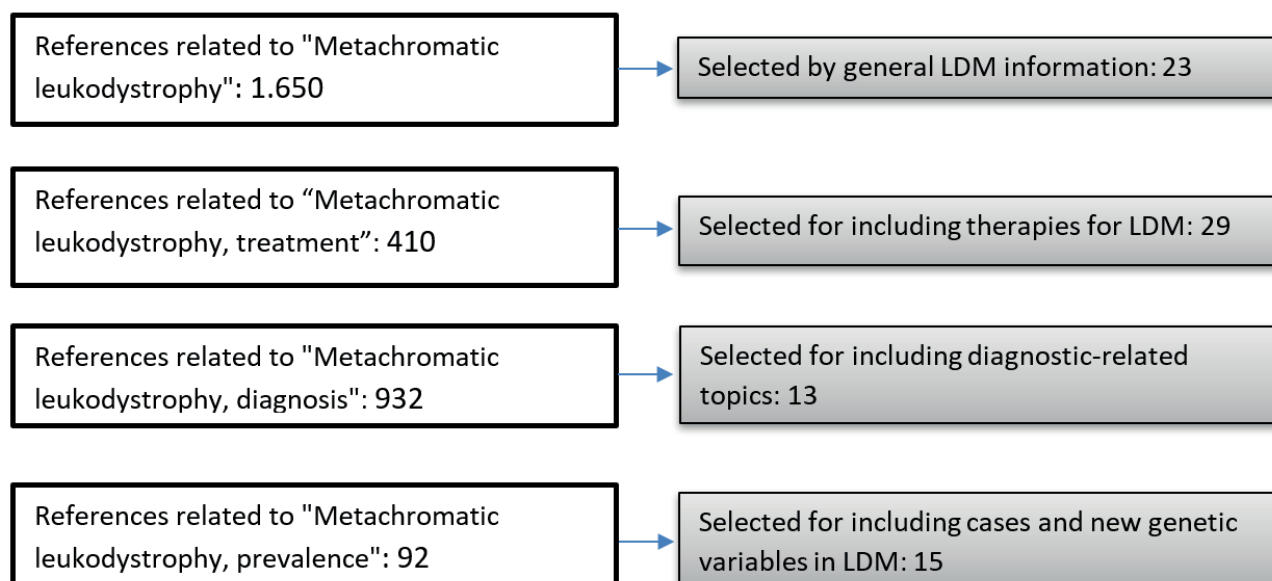 References related to "Metachromatic
leukodystrophy": 1.650
Selected by general LDM information: 23
References related to “Metachromatic
leukodystrophy, treatment”: 410
Selected for including therapies for LDM: 29
References related to "Metachromatic
leukodystrophy, diagnosis": 932
Selected for including diagnostic-related
topics: 13
References related to "Metachromatic
leukodystrophy, prevalence": 92
Selected for including cases and new genetic
variables in LDM: 15